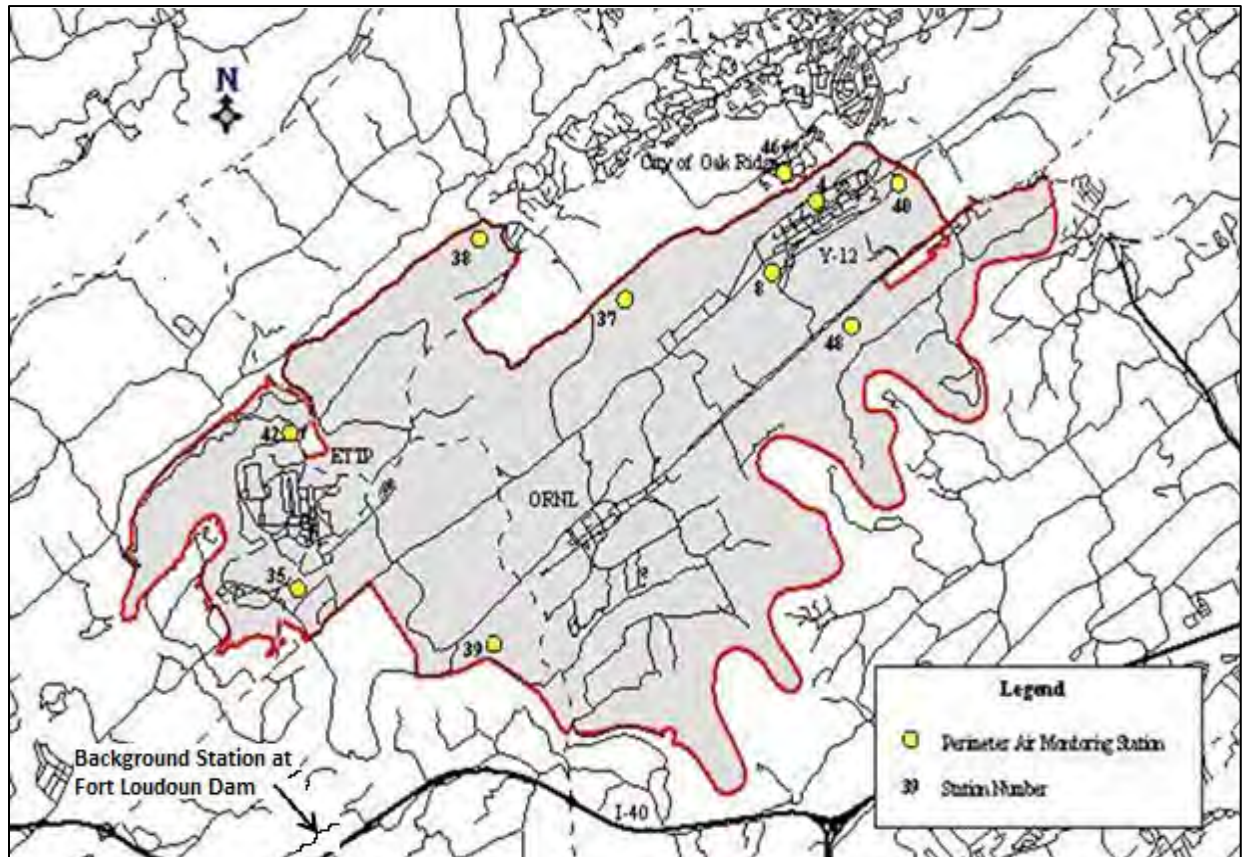 N
46
City of Oak Ridge
4
40
38
Y-12
8
37
48
42
ETTP
ORNL
35
39
Legend
Perimeter Air Monitoring Station
39 Station Number
Background Station at
Fort Loudoun Dam
I-40